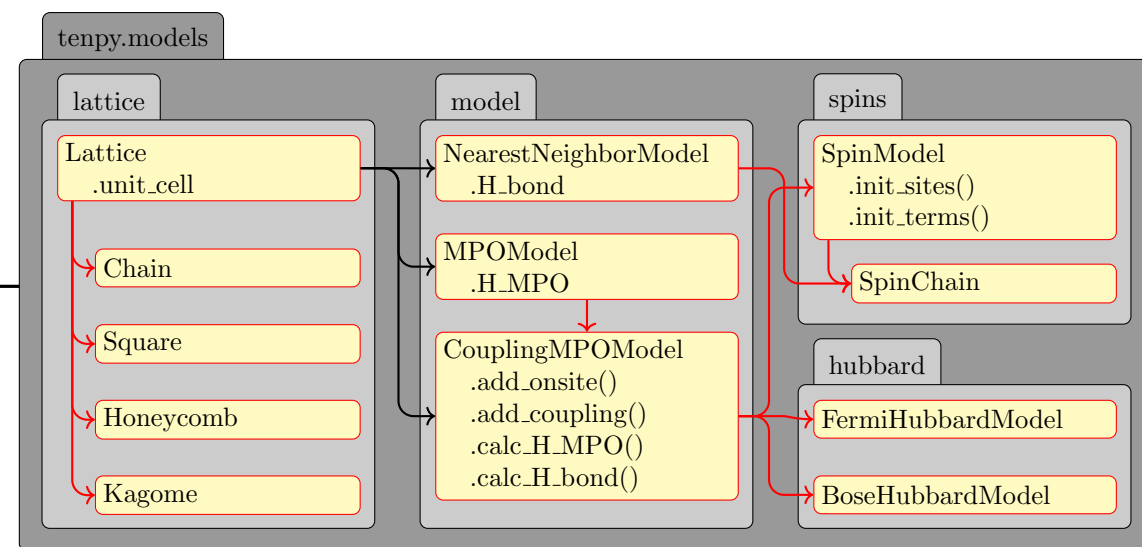 tenpy.models
lattice
Lattice
.unit_cell
Chain
Square
Honeycomb
Kagome
model
NearestNeighborModel
.H_bond
MPOModel
.H_MPO
CouplingMPOModel
.add_onsite()
.add_coupling()
.calc_H_MPO()
.calc_H_bond()
spins
SpinModel
.init_sites()
.init_terms()
SpinChain
hubbard
FermiHubbardModel
BoseHubbardModel